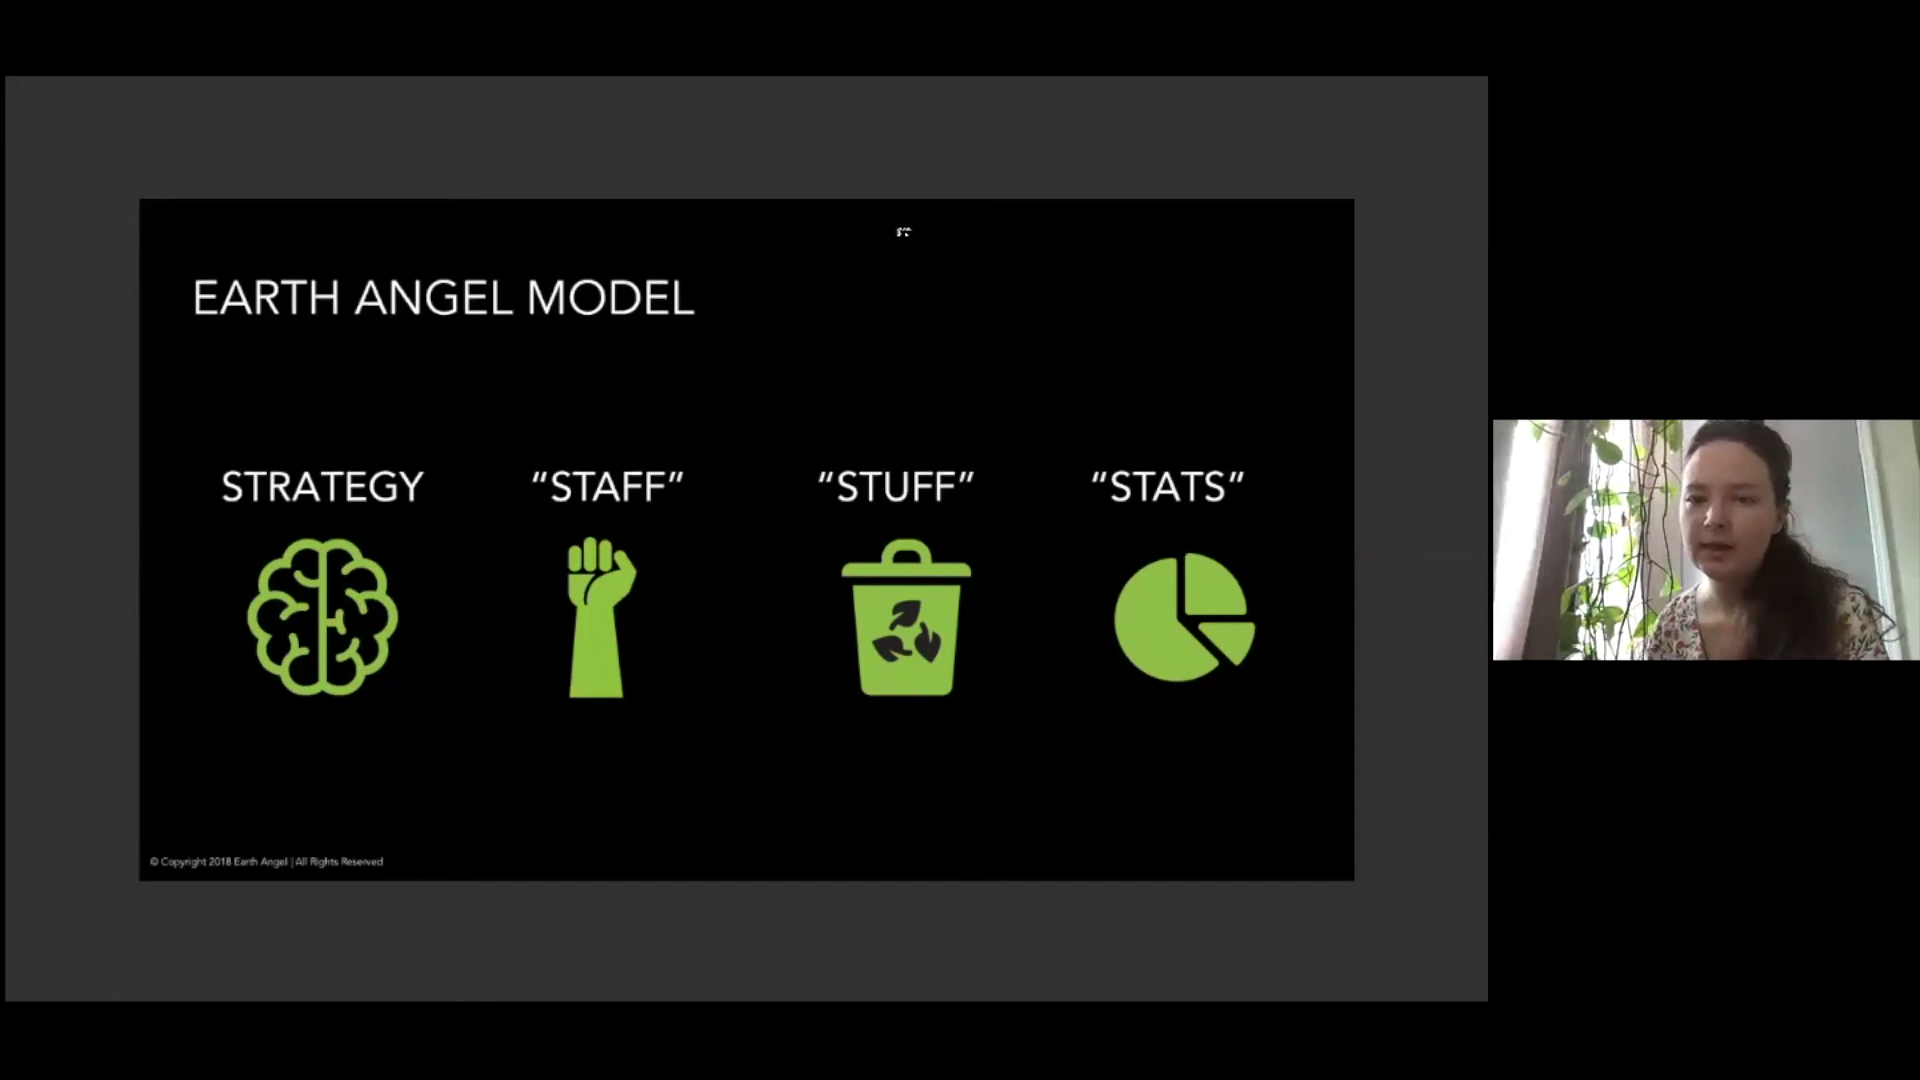 EARTH ANGEL MODEL
STRATEGY
“STAFF”
“STUFF”
“STATS”
© Copyright 2018 Earth Angel | All Rights Reserved